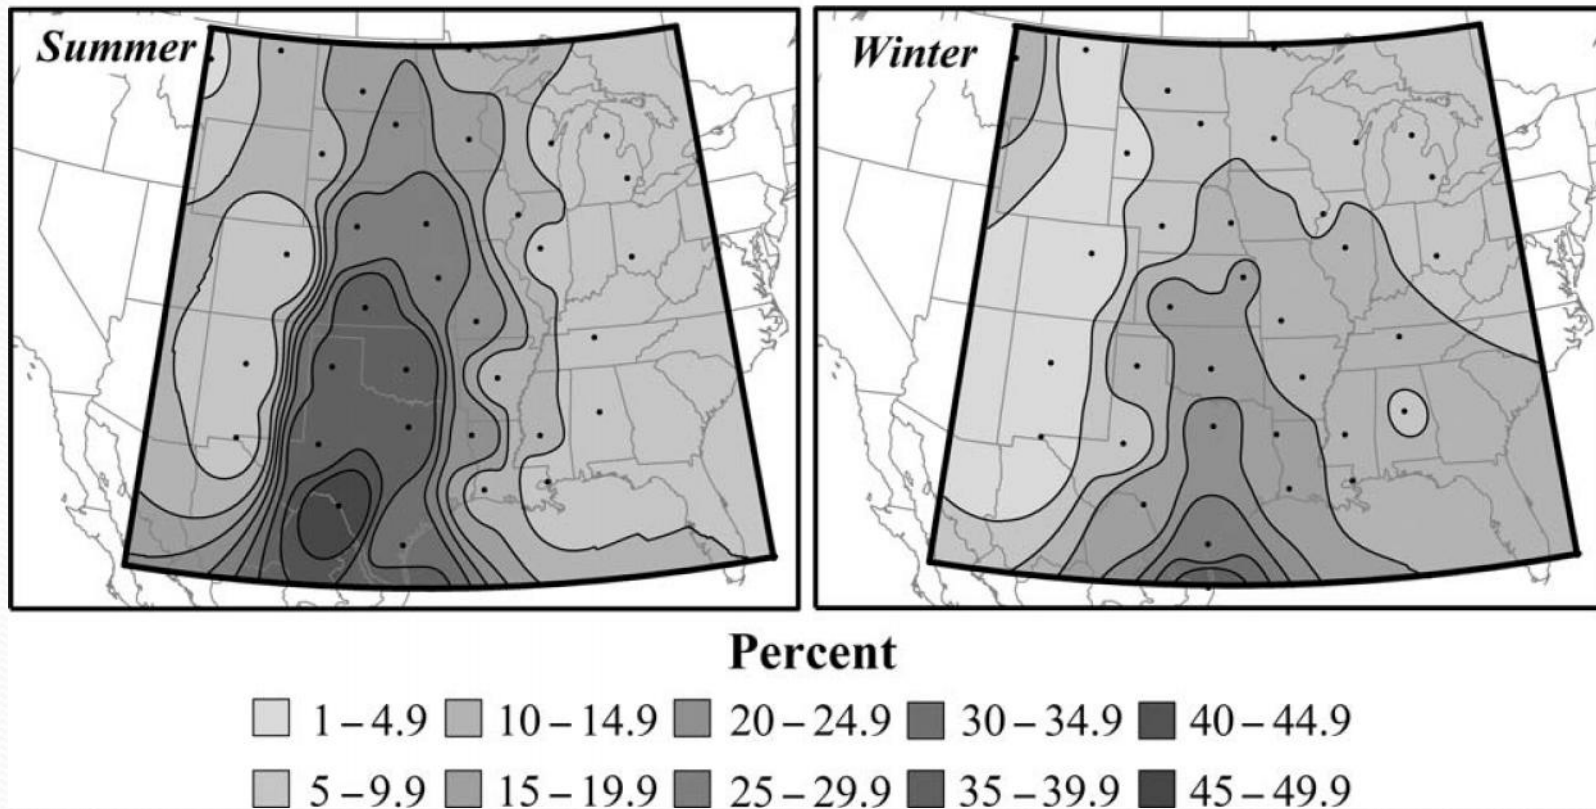 Summer
Winter
Percent
1 – 4.9 10 – 14.9 20 – 24.9 30 – 34.9 40 – 44.9
5 – 9.9 15 – 19.9 25 – 29.9 35 – 39.9 45 – 49.9